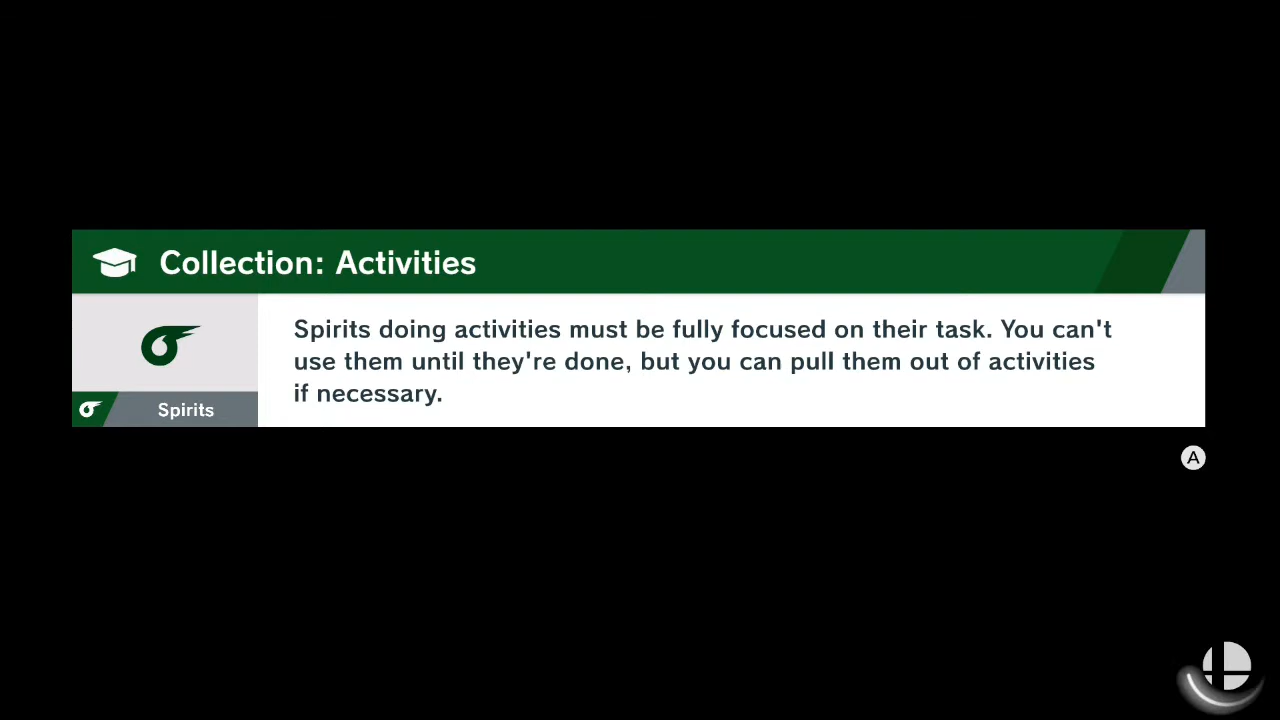 Collection: Activities
Spirits doing activities must be fully focused on their task. You can't
use them until they're done, but you can pull them out of activities
if necessary.
Spirits
A